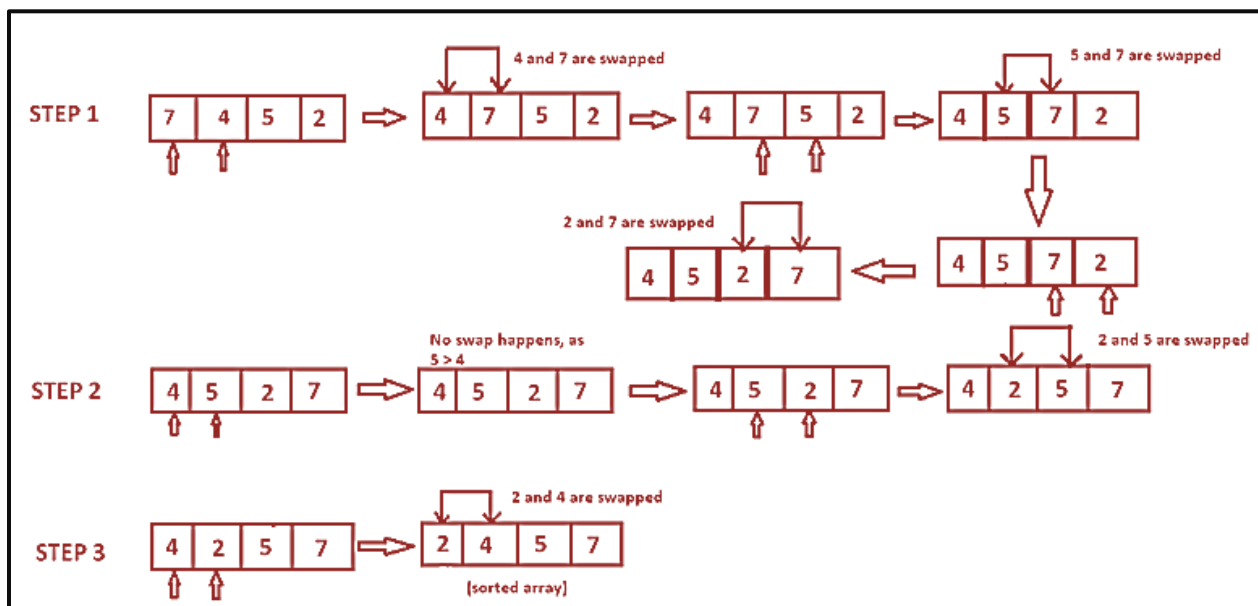 4 and 7 are swapped
5 and 7 are swapped
STEP 1
7 4 5 2
4 7 5 2
4 7 5 2
4 5 7 2
2 and 7 are swapped
4 5 2 7
4 5 7 2
No swap happens, as
5 > 4
2 and 5 are swapped
STEP 2
4 5 2 7
4 5 2 7
4 5 2 7
4 2 5 7
2 and 4 are swapped
STEP 3
4 2 5 7
2 4 5 7
(sorted array)